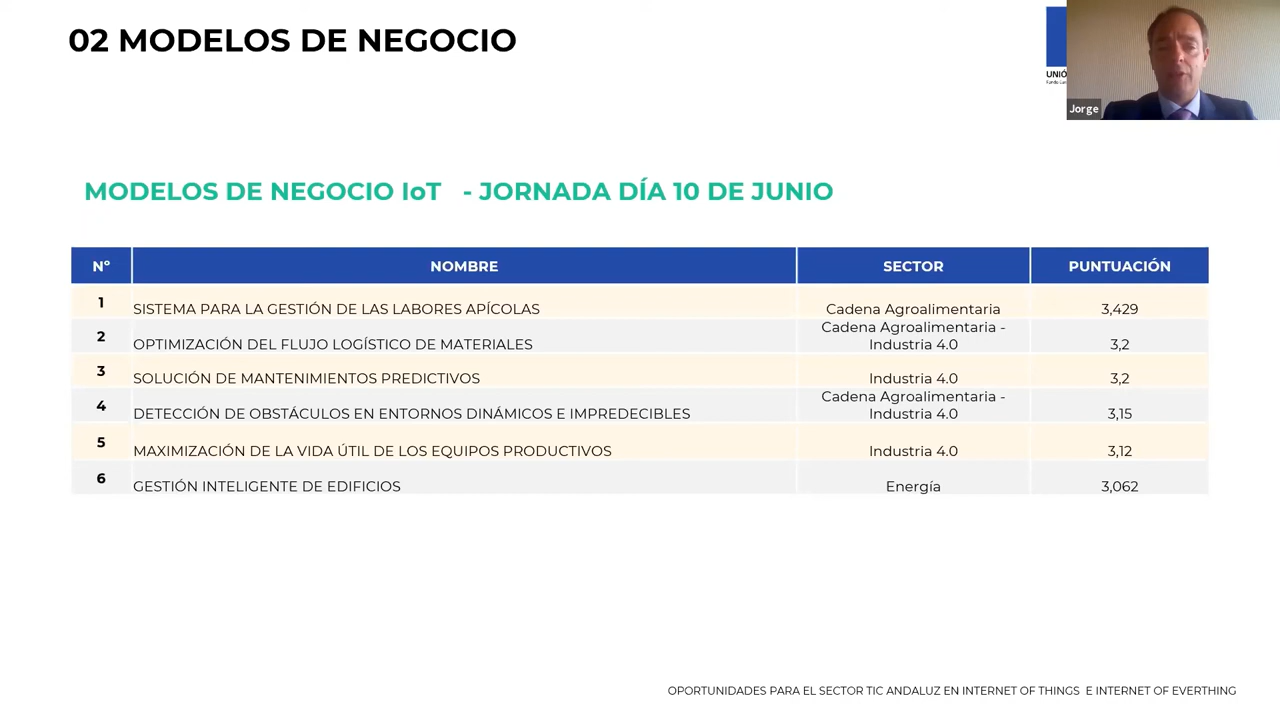 02 MODELOS DE NEGOCIO
Jorge
MODELOS DE NEGOCIO IoT - JORNADA DÍA 10 DE JUNIO
Nº NOMBRE SECTOR PUNTUACIÓN
1 SISTEMA PARA LA GESTIÓN DE LAS LABORES APÍCOLAS Cadena Agroalimentaria 3,429
2 OPTIMIZACIÓN DEL FLUJO LOGÍSTICO DE MATERIALES Cadena Agroalimentaria -
Industria 4.0 3,2
3 SOLUCIÓN DE MANTENIMIENTOS PREDICTIVOS Industria 4.0 3,2
4 DETECCIÓN DE OBSTÁCULOS EN ENTORNOS DINÁMICOS E IMPREDECIBLES Cadena Agroalimentaria -
Industria 4.0 3,15
5 MAXIMIZACIÓN DE LA VIDA ÚTIL DE LOS EQUIPOS PRODUCTIVOS Industria 4.0 3,12
6 GESTIÓN INTELIGENTE DE EDIFICIOS Energía 3,062
OPORTUNIDADES PARA EL SECTOR TIC ANDALUZ EN INTERNET OF THINGS E INTERNET OF EVERTHING